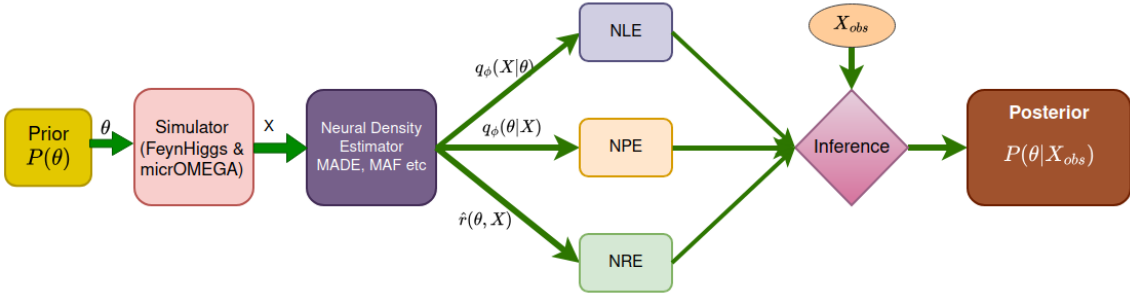 Prior
P(θ)
θ
Simulator
(FeynHiggs &
micrOMEGA)
X
Neural Density
Estimator
MADE, MAF etc
q_ϕ(X|θ)
q_ϕ(θ|X)
r̂(θ, X)
NLE
NPE
NRE
X_obs
Inference
Posterior
P(θ|X_obs)